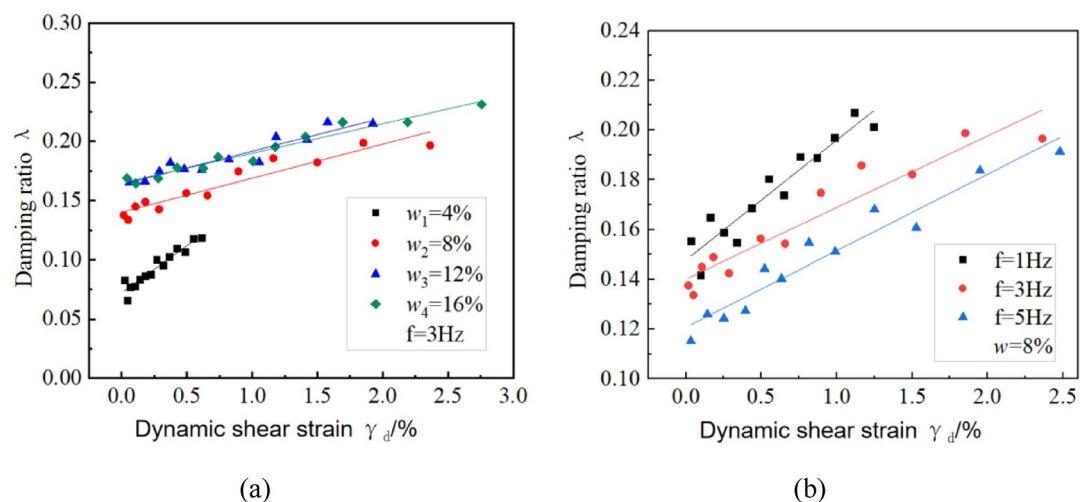 0.30
0.25
0.20
0.15
0.10
0.05
0.00
Damping ratio λ
w1=4%
w2=8%
w3=12%
w4=16%
f=3Hz
0.0 0.5 1.0 1.5 2.0 2.5 3.0
Dynamic shear strain γd/%
(a)
0.24
0.22
0.20
0.18
0.16
0.14
0.12
0.10
Damping ratio λ
f=1Hz
f=3Hz
f=5Hz
w=8%
0.0 0.5 1.0 1.5 2.0 2.5
Dynamic shear strain γd/%
(b)